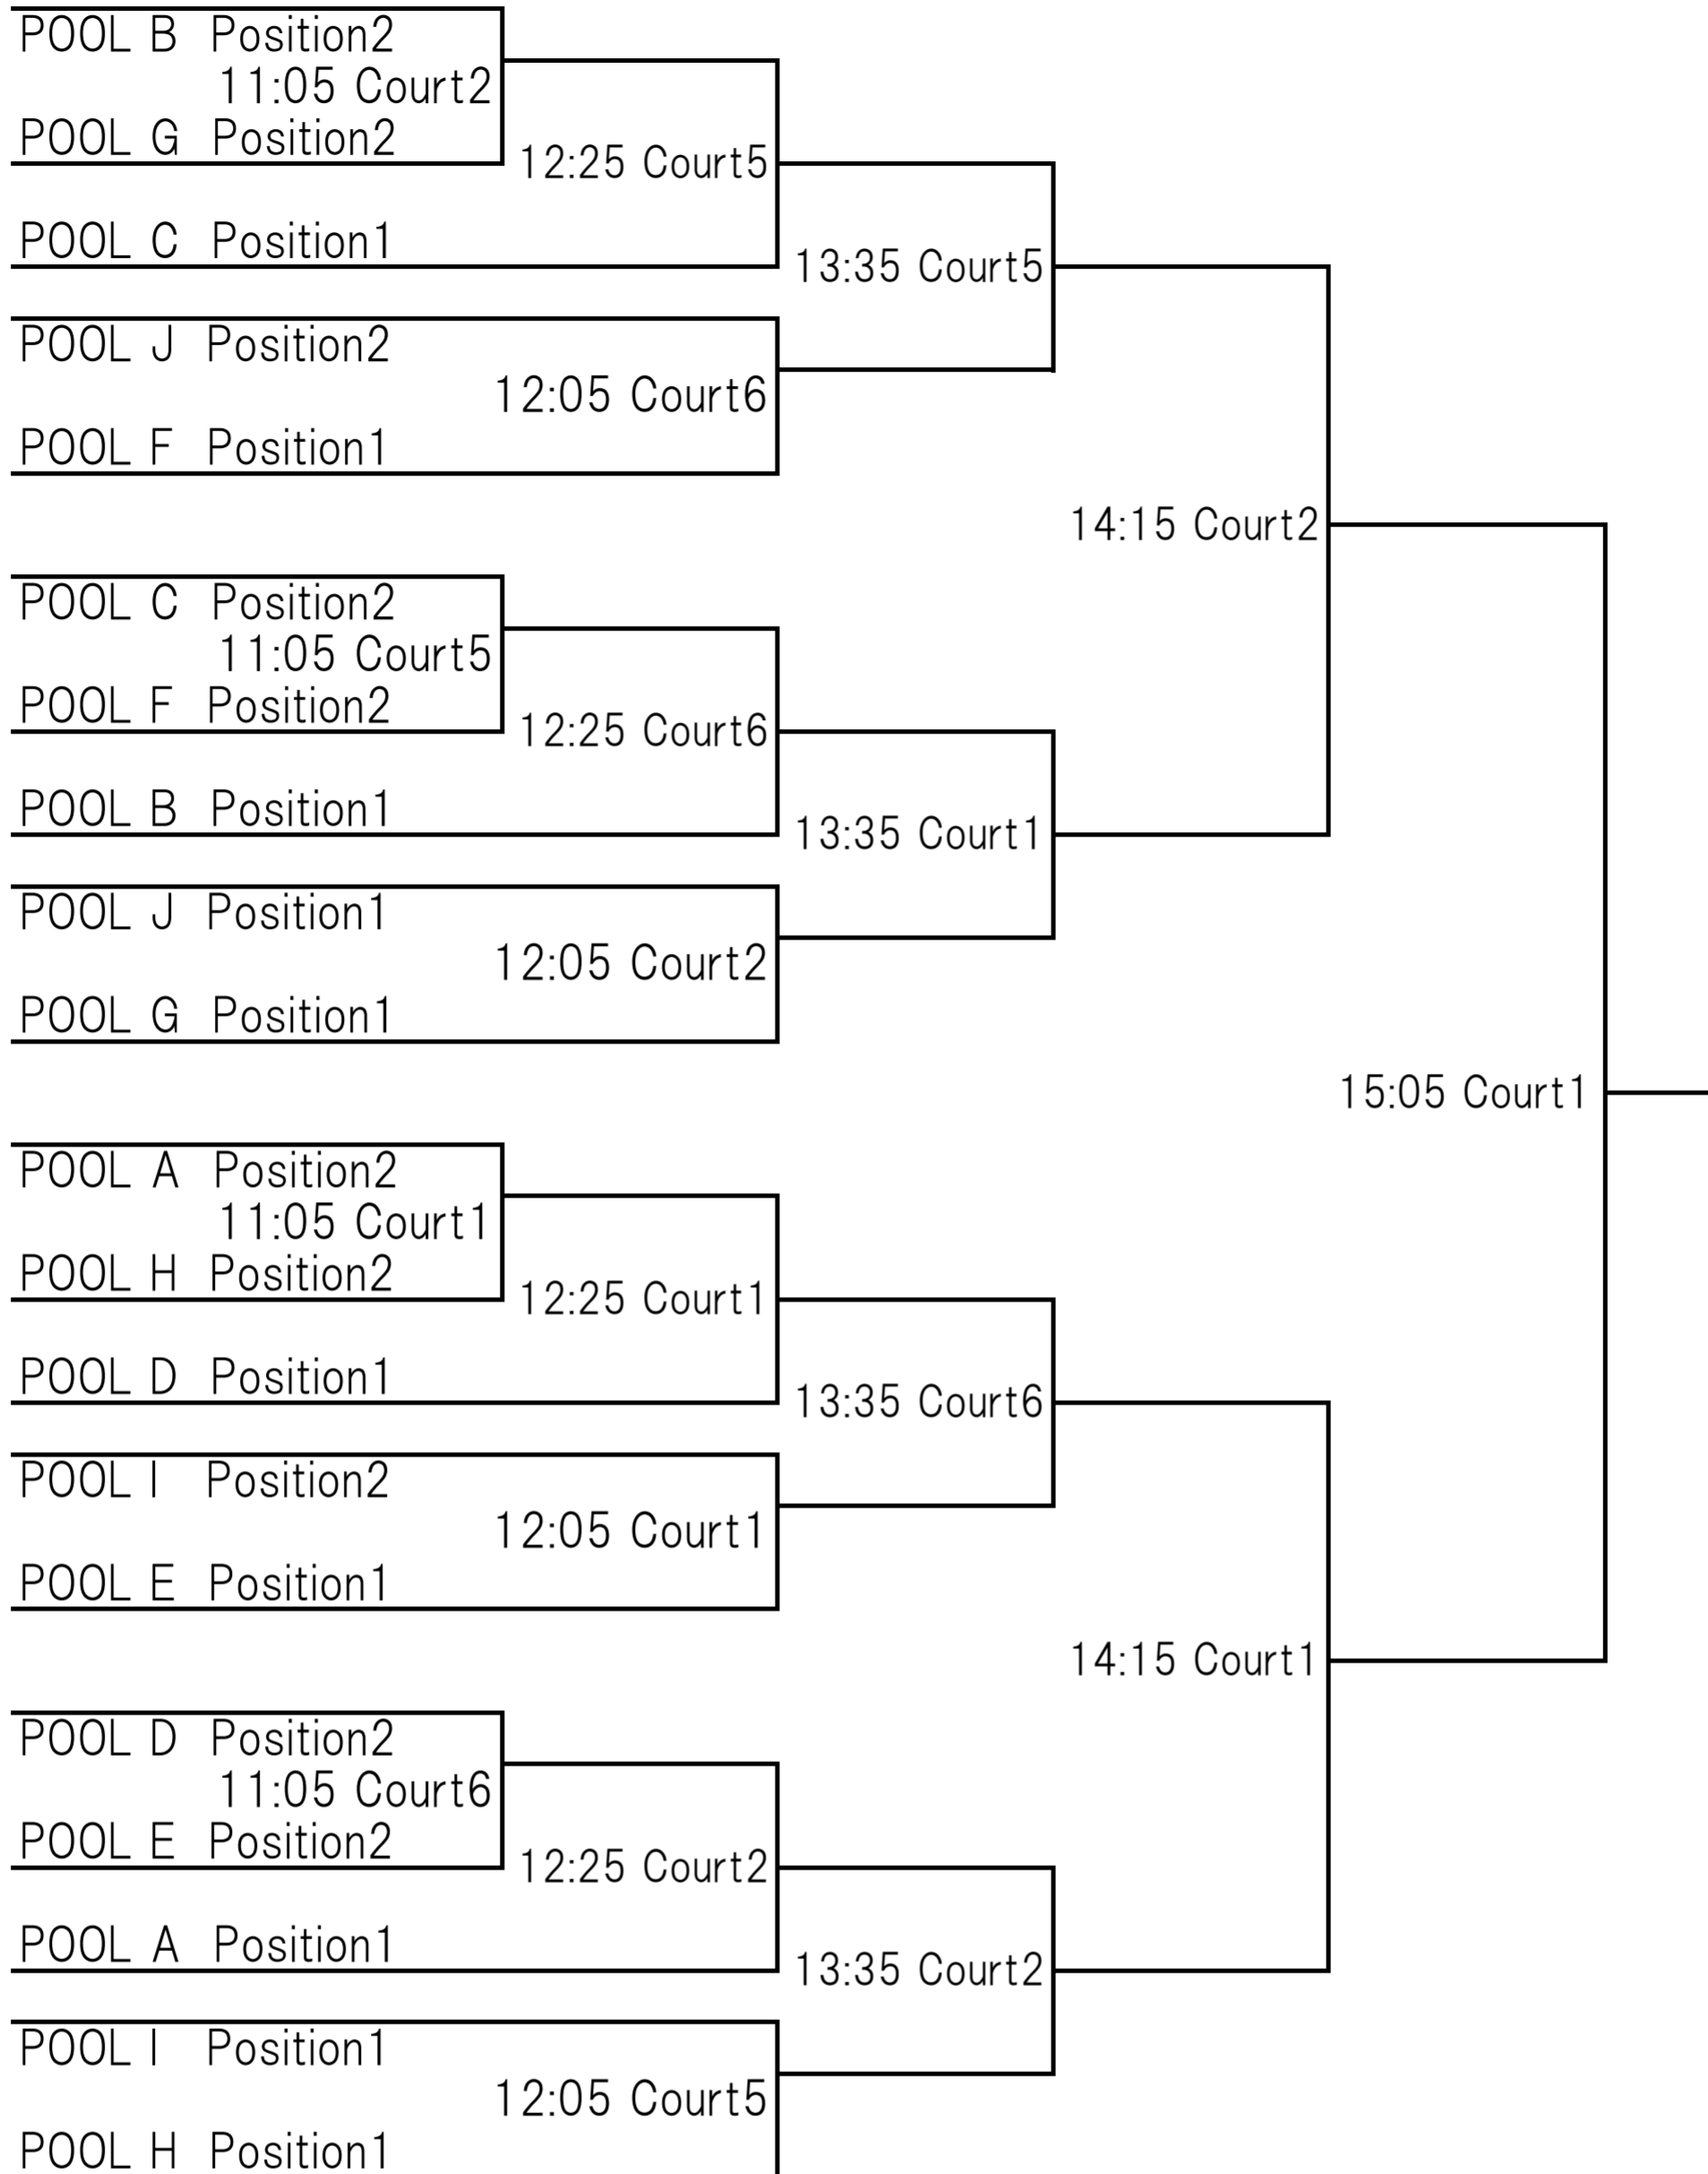 POOL B Position2
11:05 Court2
POOL G Position2
12:25 Court5
POOL C Position1
13:35 Court5
POOL J Position2
12:05 Court6
POOL F Position1
14:15 Court2
POOL C Position2
11:05 Court5
POOL F Position2
12:25 Court6
POOL B Position1
13:35 Court1
POOL J Position1
12:05 Court2
POOL G Position1
15:05 Court1
POOL A Position2
11:05 Court1
POOL H Position2
12:25 Court1
POOL D Position1
13:35 Court6
POOL I Position2
12:05 Court1
POOL E Position1
14:15 Court1
POOL D Position2
11:05 Court6
POOL E Position2
12:25 Court2
POOL A Position1
13:35 Court2
POOL I Position1
12:05 Court5
POOL H Position1